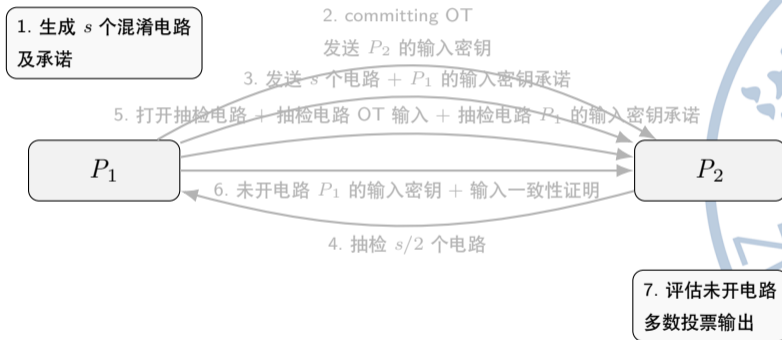 1. 生成 s 个混淆电路
及承诺
2. committing OT
发送 P₂ 的输入密钥
3. 发送 s 个电路 + P₁ 的输入密钥承诺
5. 打开抽检电路 + 抽检电路 OT 输入 + 抽检电路 P₁ 的输入密钥承诺
P₁
P₂
6. 未开电路 P₁ 的输入密钥 + 输入一致性证明
4. 抽检 s/2 个电路
7. 评估未开电路
多数投票输出